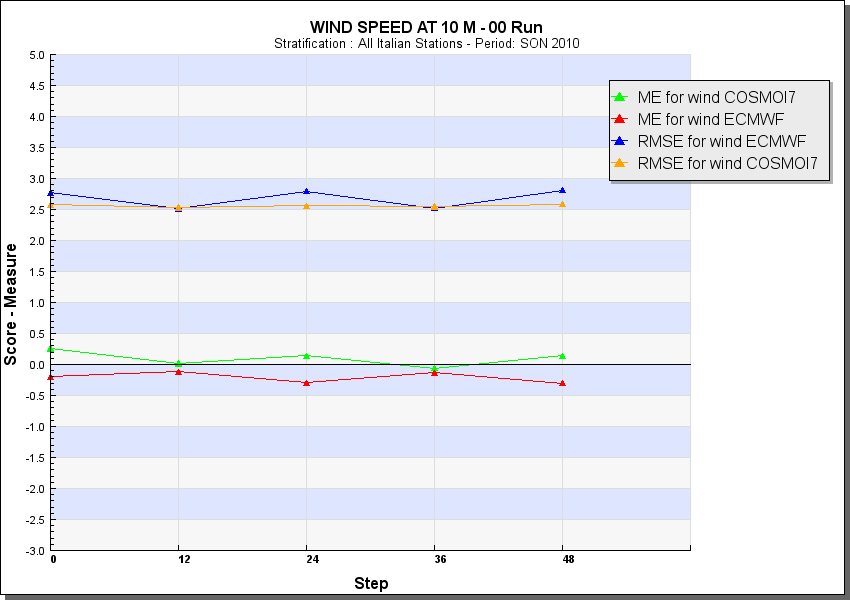 WIND SPEED AT 10 M - 00 Run
Stratification : All Italian Stations - Period: SON 2010
ME for wind COSMOI7
ME for wind ECMWF
RMSE for wind ECMWF
RMSE for wind COSMOI7
Score - Measure
5.0
4.5
4.0
3.5
3.0
2.5
2.0
1.5
1.0
0.5
0.0
-0.5
-1.0
-1.5
-2.0
-2.5
-3.0
0 12 24 36 48
Step